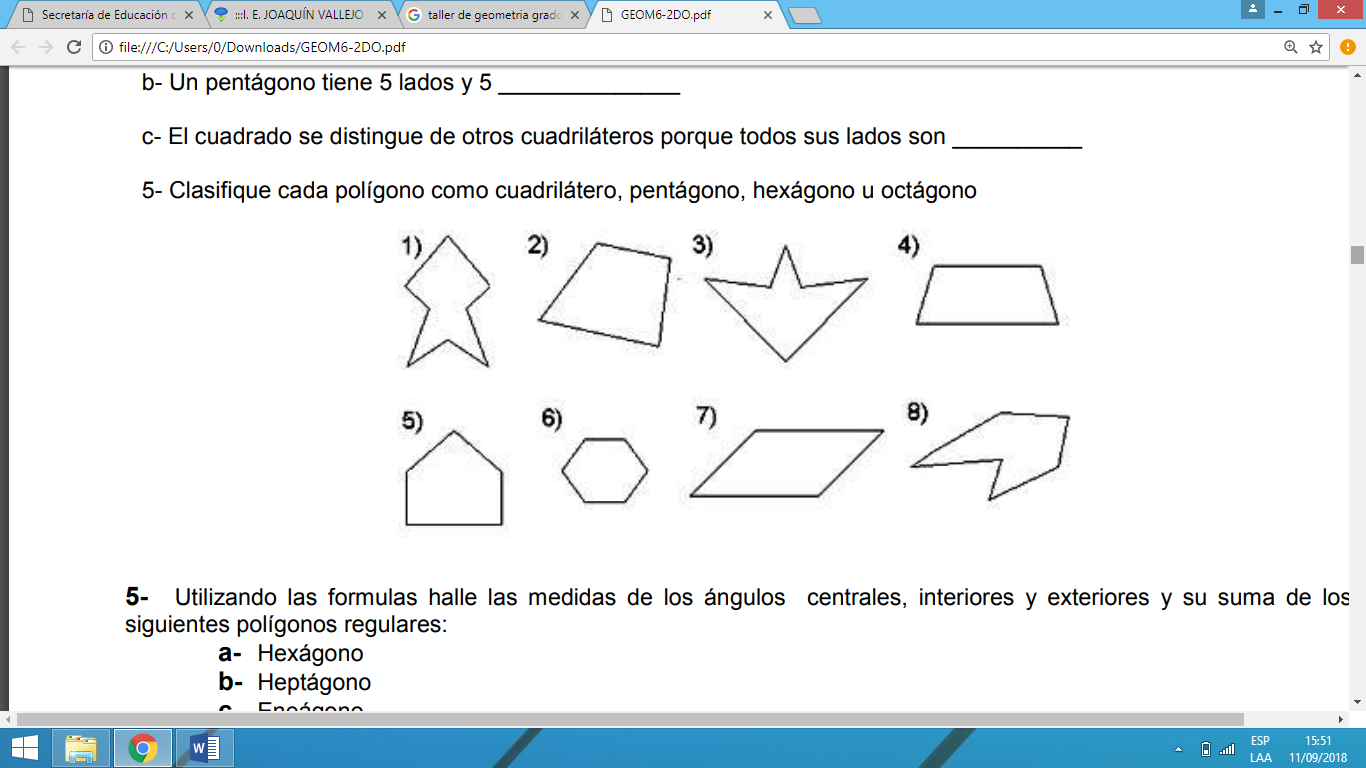 Secretaría de Educación
:::I. E. JOAQUÍN VALLEJO
taller de geometria grado
GEOM6-2DO.pdf
file:///C:/Users/0/Downloads/GEOM6-2DO.pdf
b- Un pentágono tiene 5 lados y 5 ______________
c- El cuadrado se distingue de otros cuadriláteros porque todos sus lados son __________
5- Clasifique cada polígono como cuadrilátero, pentágono, hexágono u octágono
1) 2) 3) 4)
5) 6) 7) 8)
5- Utilizando las formulas halle las medidas de los ángulos centrales, interiores y exteriores y su suma de los
siguientes polígonos regulares:
a- Hexágono
b- Heptágono
c- Eneágono
ESP 15:51
LAA 11/09/2018